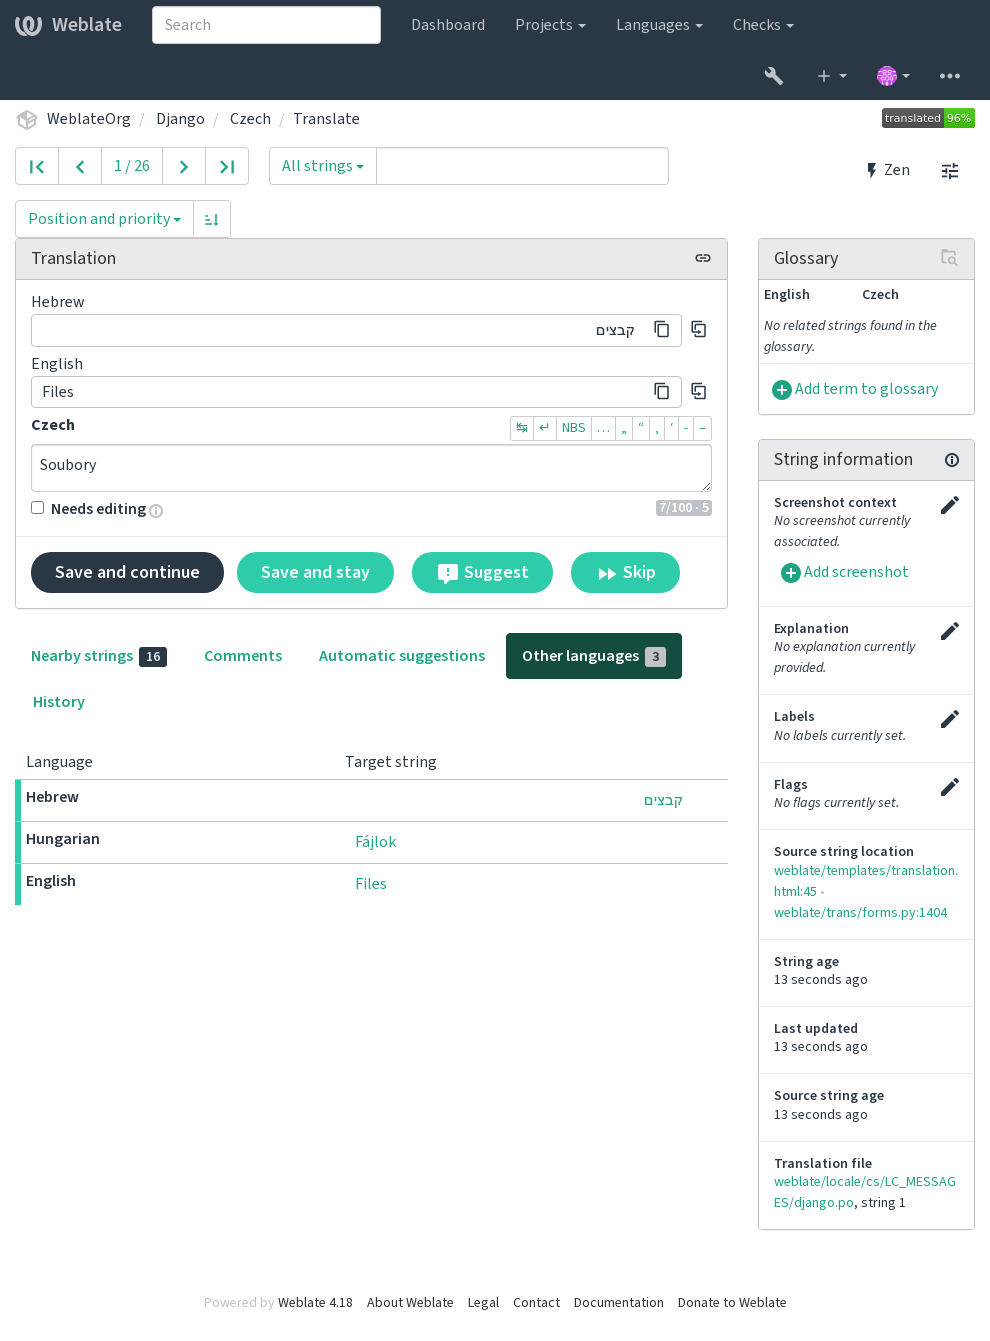 Weblate
Search
Dashboard
Projects
Languages
Checks
WeblateOrg / Django / Czech / Translate
translated 96%
1 / 26
All strings
Zen
Position and priority
Translation
Hebrew
קבצים
English
Files
Czech
↹ ↵ NBS … „ “ ‚ ‘ - –
Soubory
Needs editing
7/100 · 5
Save and continue
Save and stay
Suggest
Skip
Nearby strings 16
Comments
Automatic suggestions
Other languages 3
History
Language Target string
Hebrew קבצים
Hungarian Fájlok
English Files
Glossary
English Czech
No related strings found in the
glossary.
Add term to glossary
String information
Screenshot context
No screenshot currently
associated.
Add screenshot
Explanation
No explanation currently
provided.
Labels
No labels currently set.
Flags
No flags currently set.
Source string location
weblate/templates/translation.
html:45
weblate/trans/forms.py:1404
String age
13 seconds ago
Last updated
13 seconds ago
Source string age
13 seconds ago
Translation file
weblate/locale/cs/LC_MESSAG
ES/django.po, string 1
Powered by Weblate 4.18 About Weblate Legal Contact Documentation Donate to Weblate